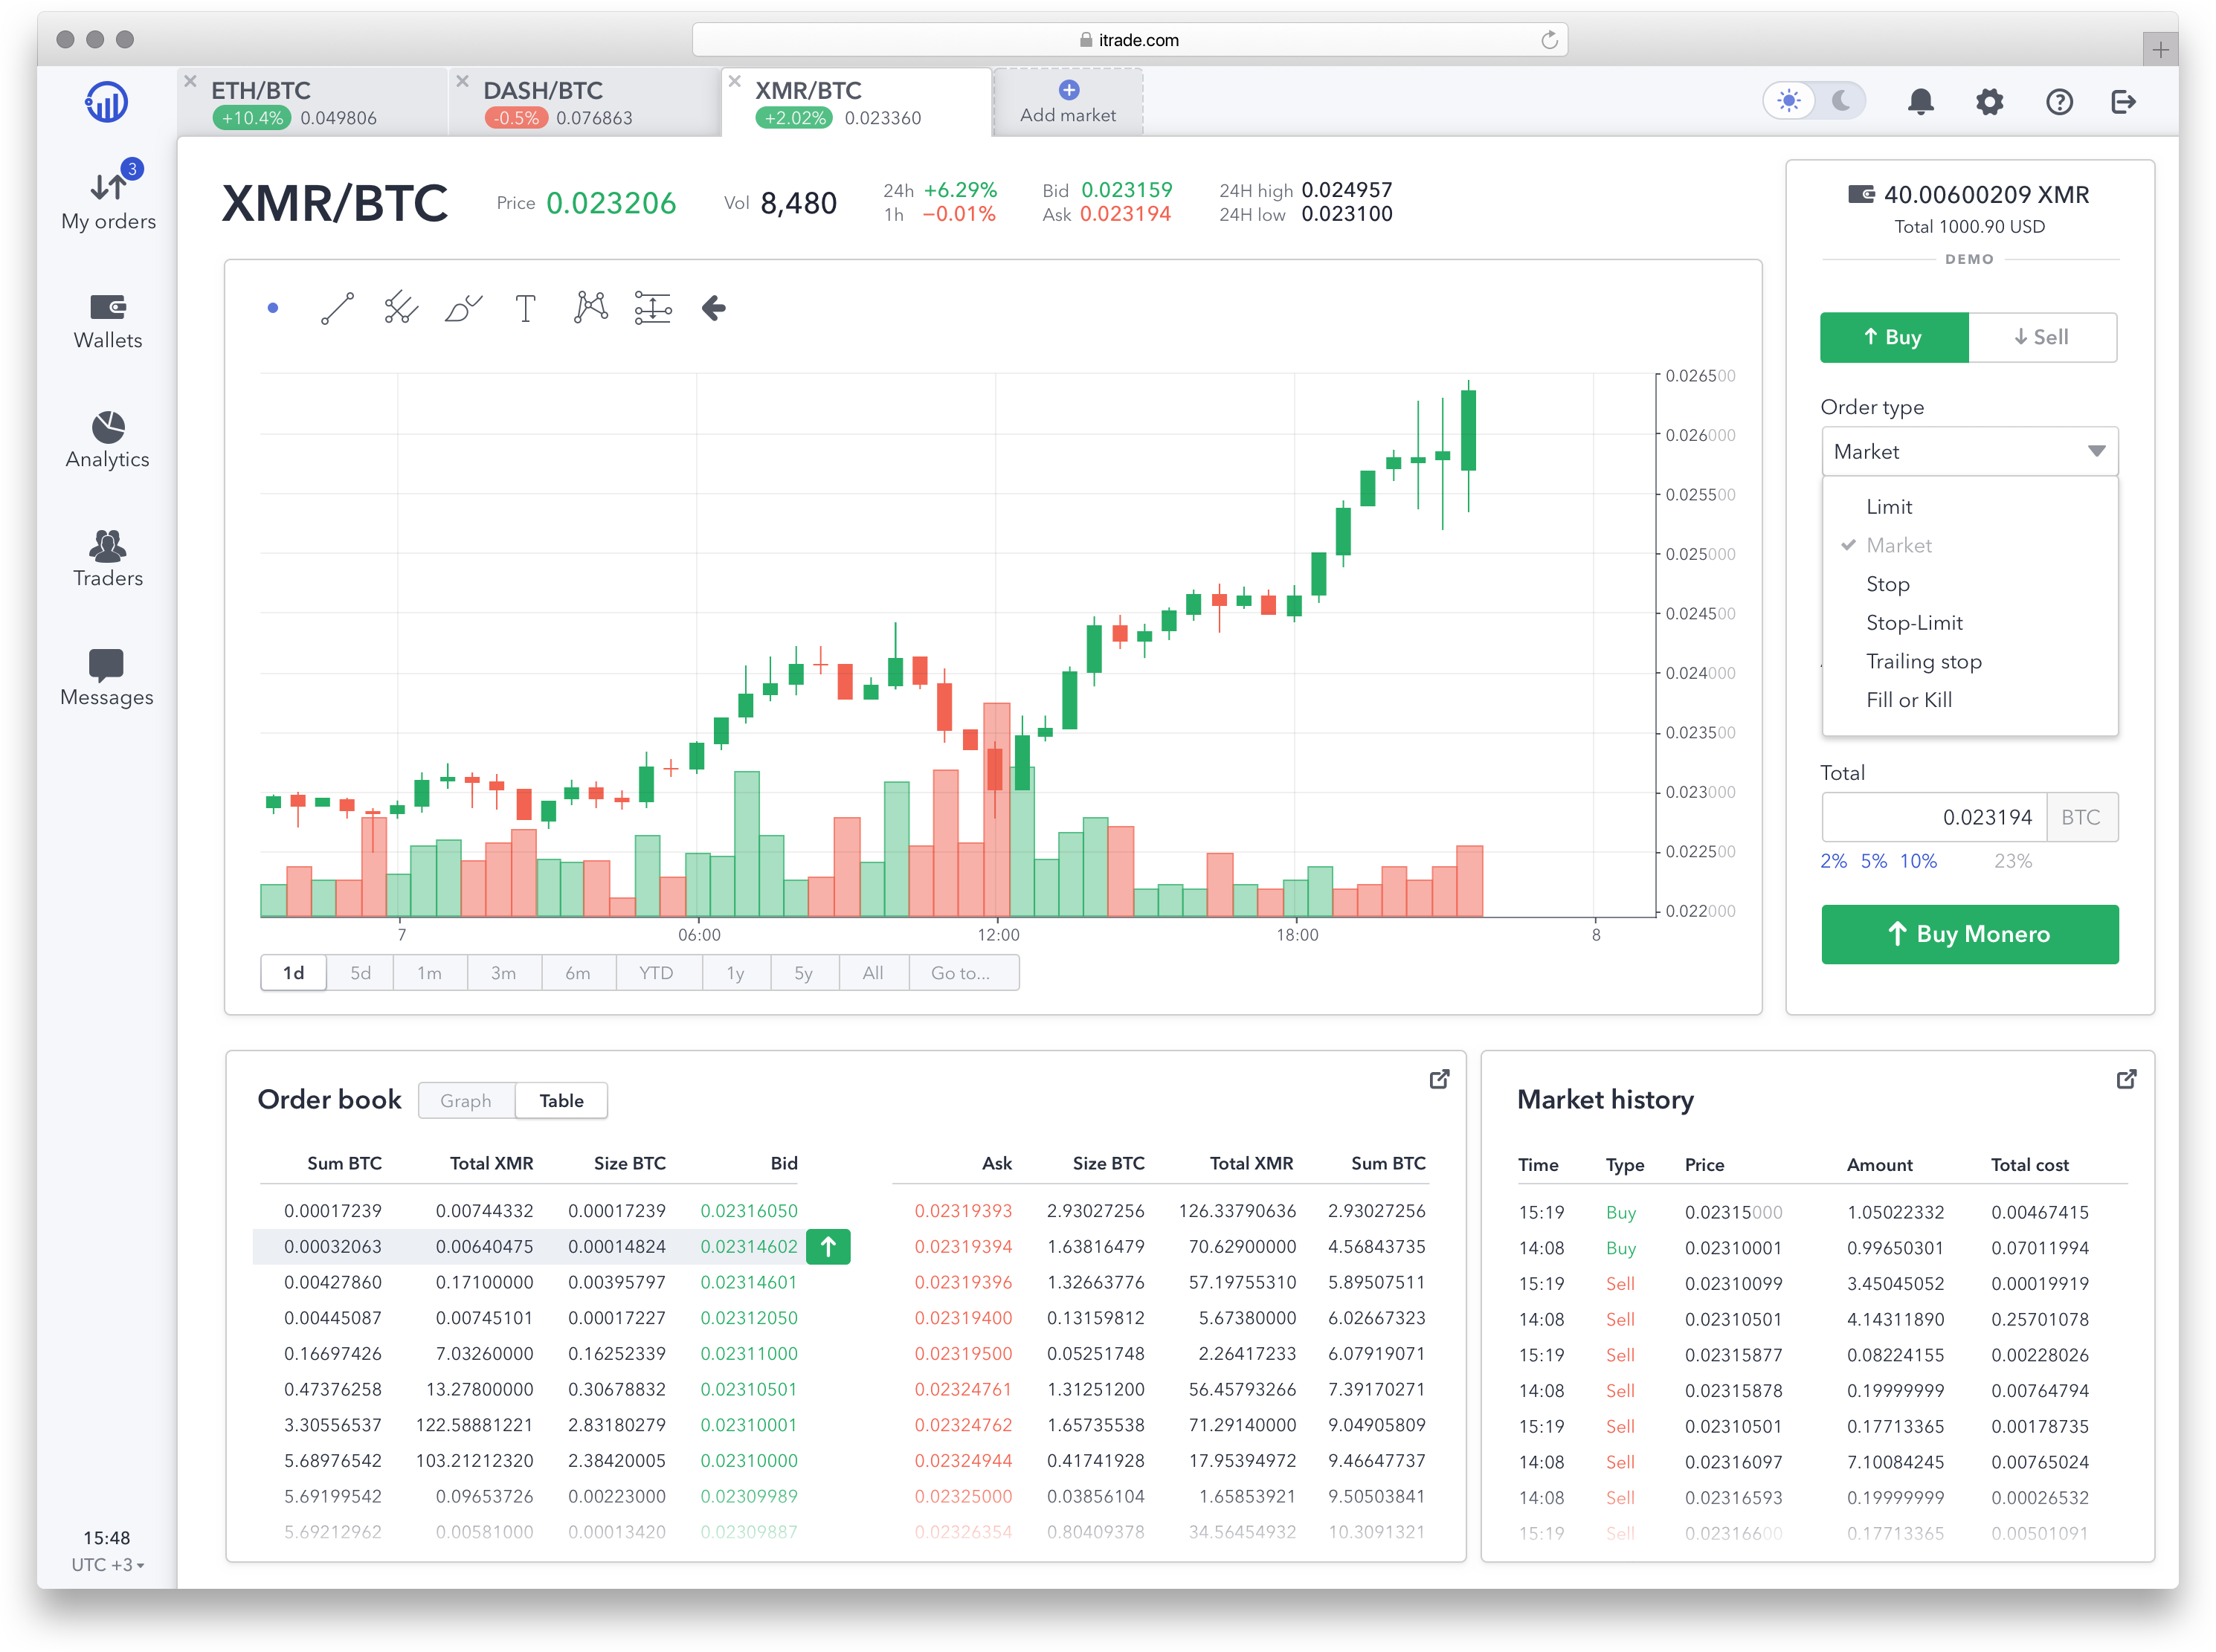 itrade.com
ETH/BTC
+10.4% 0.049806
DASH/BTC
-0.5% 0.076863
XMR/BTC
+2.02% 0.023360
Add market
3
My orders
Wallets
Analytics
Traders
Messages
15:48
UTC +3
XMR/BTC
Price 0.023206
Vol 8,480
24h +6.29%
1h −0.01%
Bid 0.023159
Ask 0.023194
24H high 0.024957
24H low 0.023100
T
0.026500
0.026000
0.025500
0.025000
0.024500
0.024000
0.023500
0.023000
0.022500
0.022000
7 06:00 12:00 18:00 8
1d 5d 1m 3m 6m YTD 1y 5y All Go to...
40.00600209 XMR
Total 1000.90 USD
DEMO
Buy Sell
Order type
Market
Limit
Market
Stop
Stop-Limit
Trailing stop
Fill or Kill
Total
0.023194 BTC
2% 5% 10% 23%
Buy Monero
Order book Graph Table
Sum BTC Total XMR Size BTC Bid Ask Size BTC Total XMR Sum BTC
0.00017239 0.00744332 0.00017239 0.02316050 0.02319393 2.93027256 126.33790636 2.93027256
0.00032063 0.00640475 0.00014824 0.02314602 0.02319394 1.63816479 70.62900000 4.56843735
0.00427860 0.17100000 0.00395797 0.02314601 0.02319396 1.32663776 57.19755310 5.89507511
0.00445087 0.00745101 0.00017227 0.02312050 0.02319400 0.13159812 5.67380000 6.02667323
0.16697426 7.03260000 0.16252339 0.02311000 0.02319500 0.05251748 2.26417233 6.07919071
0.47376258 13.27800000 0.30678832 0.02310501 0.02324761 1.31251200 56.45793266 7.39170271
3.30556537 122.58881221 2.83180279 0.02310001 0.02324762 1.65735538 71.29140000 9.04905809
5.68976542 103.21212320 2.38420005 0.02310000 0.02324944 0.41741928 17.95394972 9.46647737
5.69199542 0.09653726 0.00223000 0.02309989 0.02325000 0.03856104 1.65853921 9.50503841
5.69212962 0.00581000 0.00013420 0.02309887 0.02326354 0.80409378 34.56454932 10.3091321
Market history
Time Type Price Amount Total cost
15:19 Buy 0.02315000 1.05022332 0.00467415
14:08 Buy 0.02310001 0.99650301 0.07011994
15:19 Sell 0.02310099 3.45045052 0.00019919
14:08 Sell 0.02310501 4.14311890 0.25701078
15:19 Sell 0.02315877 0.08224155 0.00228026
14:08 Sell 0.02315878 0.19999999 0.00764794
15:19 Sell 0.02310501 0.17713365 0.00178735
14:08 Sell 0.02316097 7.10084245 0.00765024
14:08 Sell 0.02316593 0.19999999 0.00026532
15:19 Sell 0.02316600 0.17713365 0.00501091